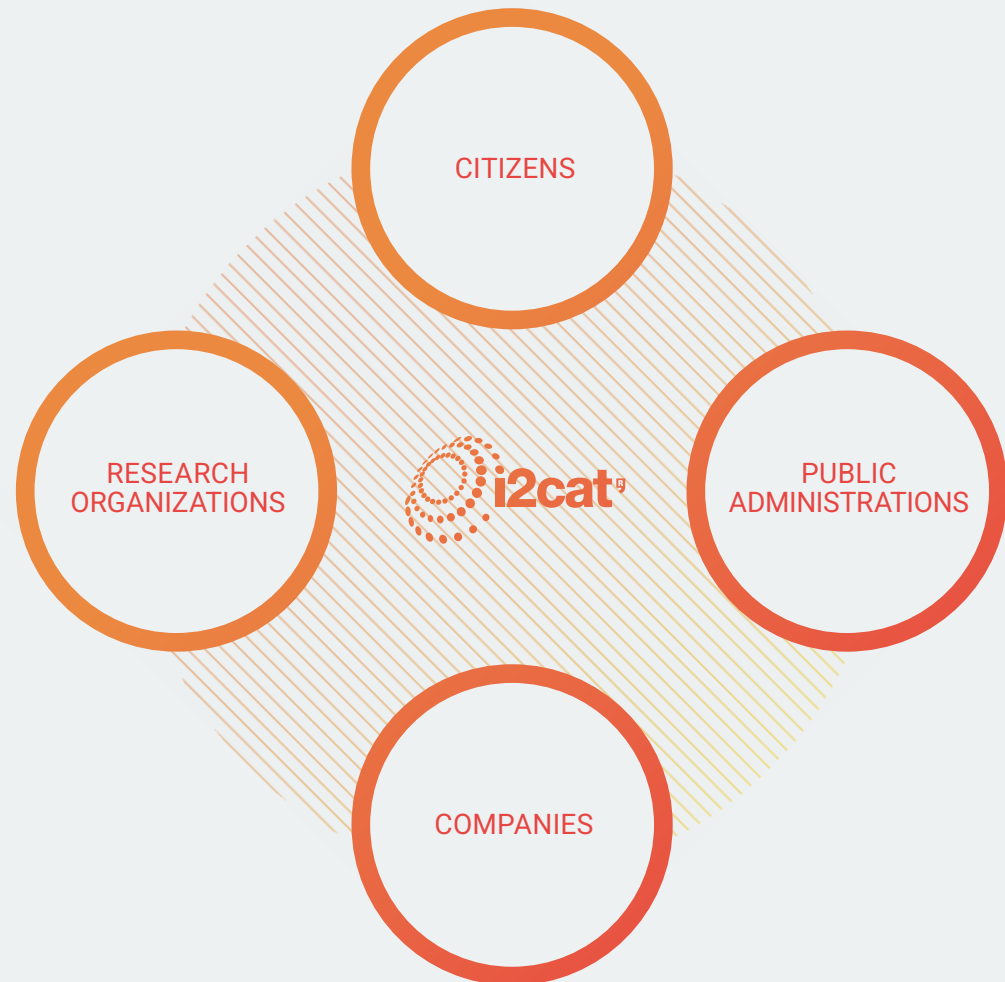 CITIZENS
RESEARCH
ORGANIZATIONS
i2cat®
PUBLIC
ADMINISTRATIONS
COMPANIES